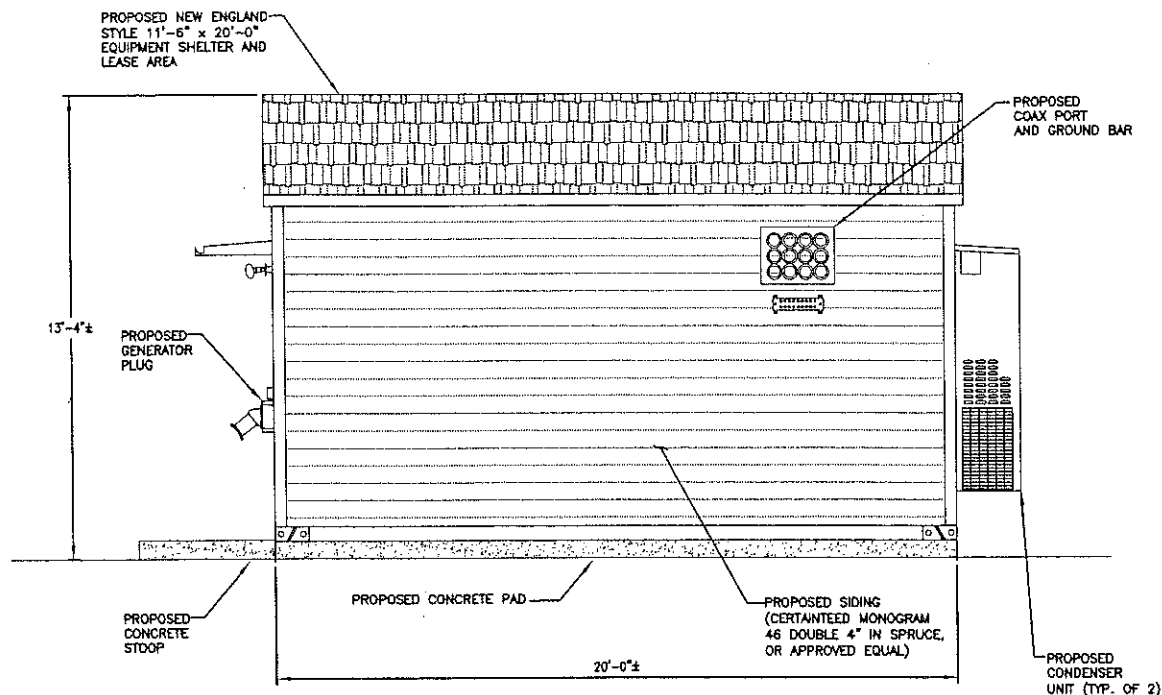 PROPOSED NEW ENGLAND
STYLE 11'-6" x 20'-0"
EQUIPMENT SHELTER AND
LEASE AREA
PROPOSED
COAX PORT
AND GROUND BAR
13'-4"±
PROPOSED
GENERATOR
PLUG
PROPOSED
CONCRETE
STOOP
PROPOSED CONCRETE PAD
PROPOSED SIDING
(CERTAINTEED MONOGRAM
46 DOUBLE 4" IN SPRUCE,
OR APPROVED EQUAL)
20'-0"±
PROPOSED
CONDENSER
UNIT (TYP. OF 2)